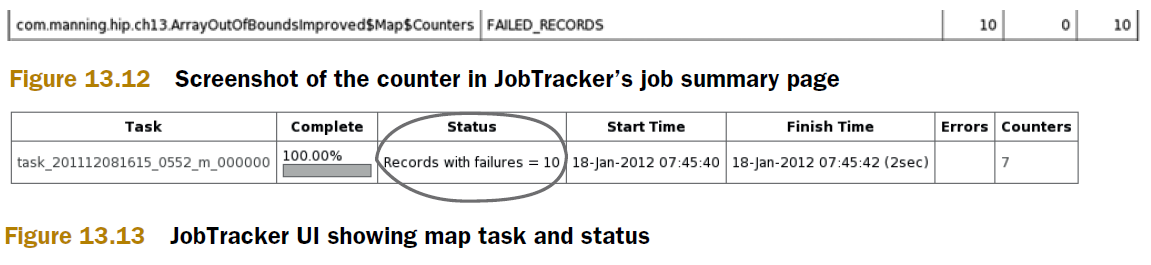 com.manning.hip.ch13.ArrayOutOfBoundsImproved$Map$Counters FAILED_RECORDS 10 0 10
Figure 13.12 Screenshot of the counter in JobTracker’s job summary page
Task Complete Status Start Time Finish Time Errors Counters
task_201112081615_0552_m_000000 100.00% Records with failures = 10 18-Jan-2012 07:45:40 18-Jan-2012 07:45:42 (2sec) 7
Figure 13.13 JobTracker UI showing map task and status